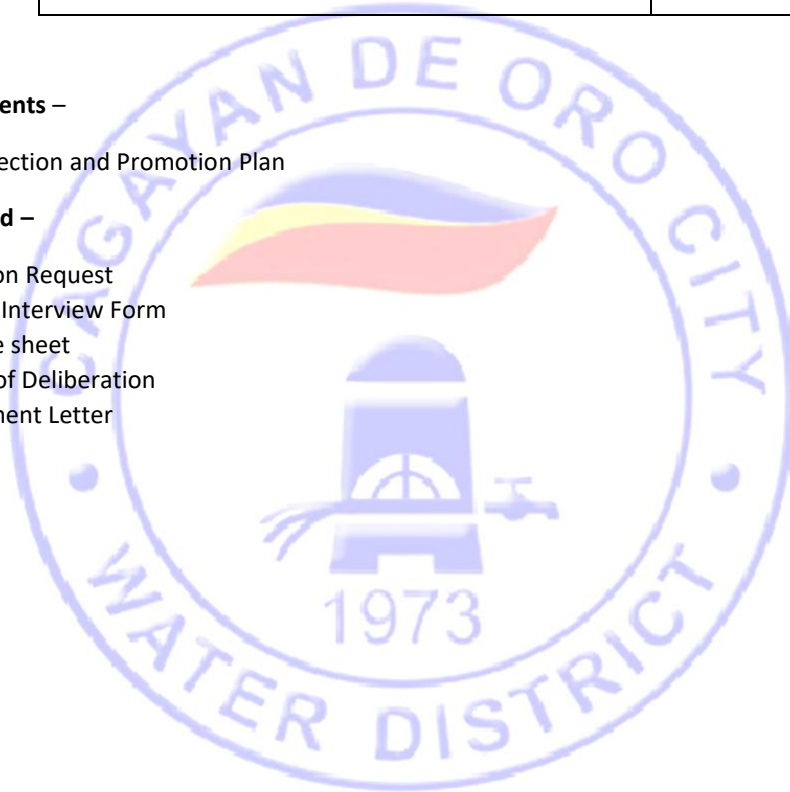 ents –
ection and Promotion Plan
d –
on Request
Interview Form
e sheet
of Deliberation
ment Letter
CAGAYAN DE ORO CITY
1973
WATER DISTRICT